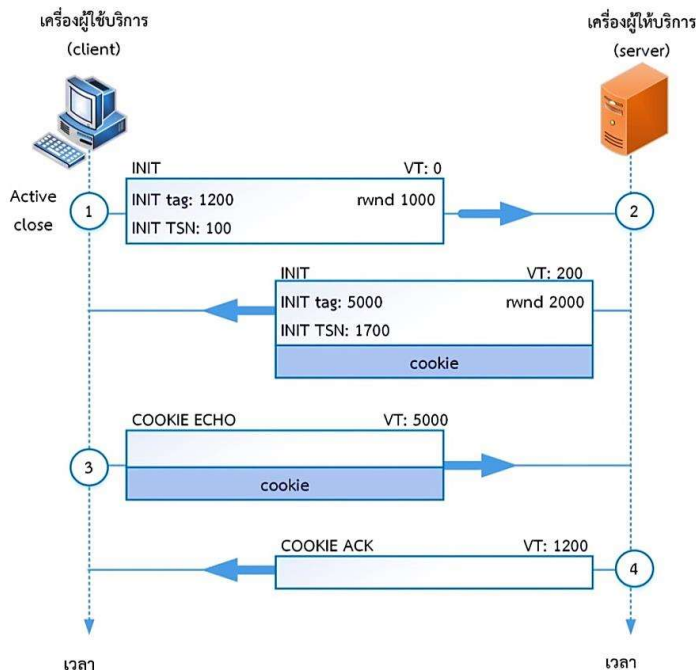 เครื่องผู้ใช้บริการ
(client)
เครื่องผู้ให้บริการ
(server)
INIT VT: 0
Active
close
1
INIT tag: 1200 rwnd 1000
INIT TSN: 100
2
INIT VT: 200
INIT tag: 5000 rwnd 2000
INIT TSN: 1700
cookie
COOKIE ECHO VT: 5000
3
cookie
COOKIE ACK VT: 1200
4
เวลา
เวลา